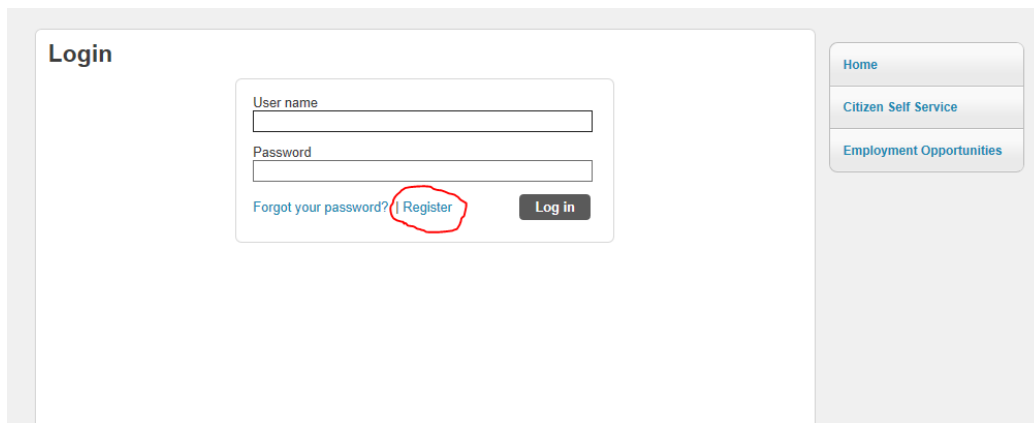 Login
User name
Password
Forgot your password? | Register
Log in
Home
Citizen Self Service
Employment Opportunities